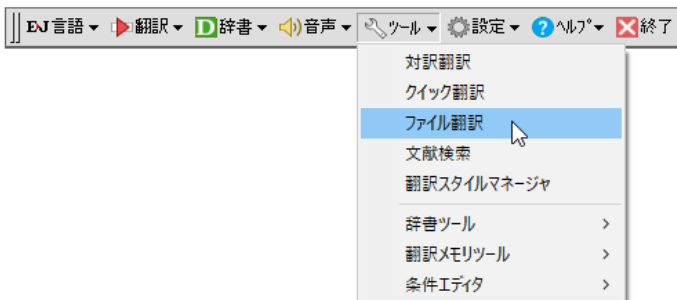 EJ 言語 翻訳 D 辞書 音声 ツール 設定 ? ヘルプ 終了
対訳翻訳
クイック翻訳
ファイル翻訳
文献検索
翻訳スタイルマネージャ
辞書ツール
翻訳メモリツール
条件エディタ